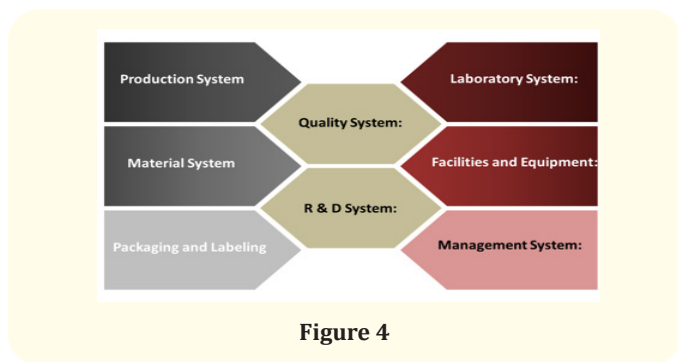 Production System
Laboratory System:
Quality System:
Material System
Facilities and Equipment:
R & D System:
Packaging and Labeling
Management System:
Figure 4